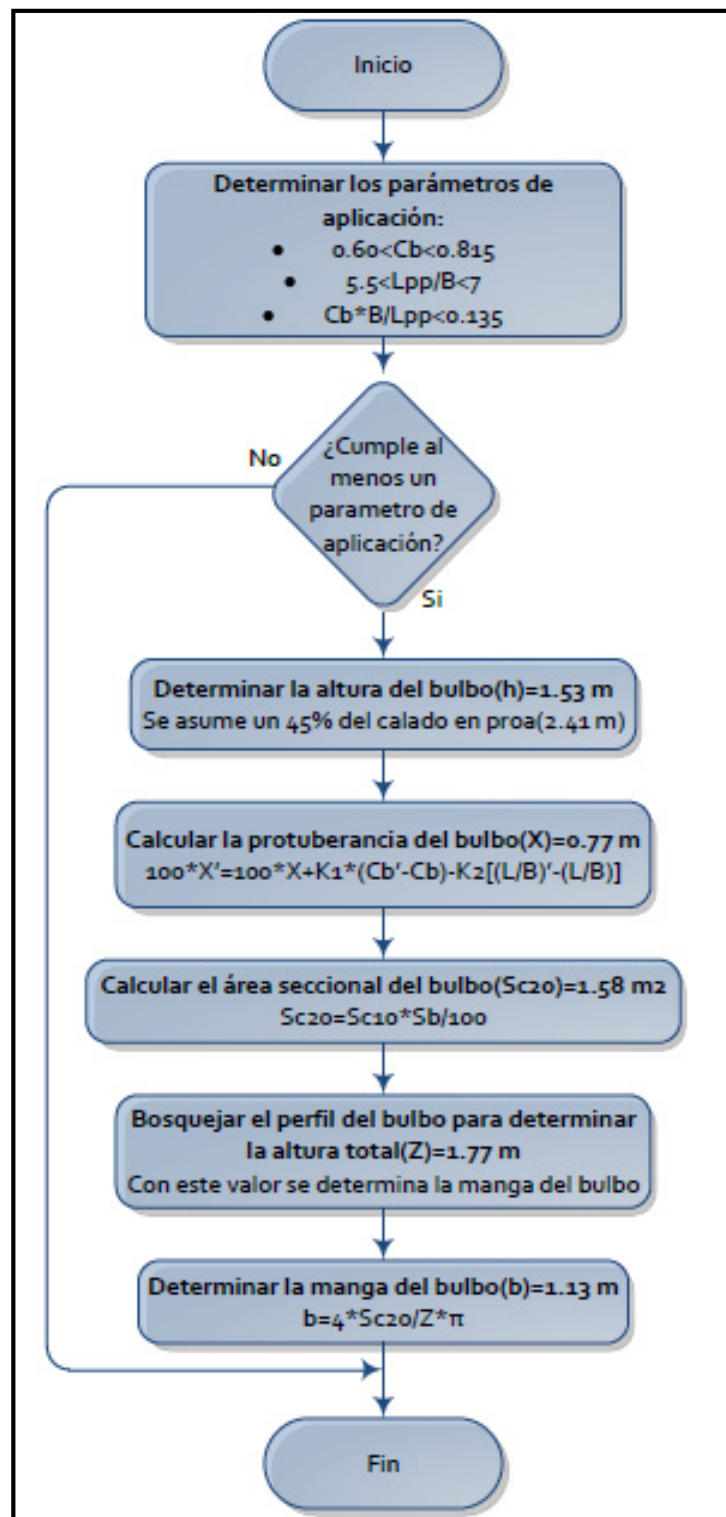 Inicio
Determinar los parámetros de
aplicación:
● 0.60<Cb<0.815
● 5.5<Lpp/B<7
● Cb*B/Lpp<0.135
No
¿Cumple al
menos un
parametro de
aplicación?
Si
Determinar la altura del bulbo(h)=1.53 m
Se asume un 45% del calado en proa(2.41 m)
Calcular la protuberancia del bulbo(X)=0.77 m
100*X'=100*X+K1*(Cb'-Cb)-K2[(L/B)'-(L/B)]
Calcular el área seccional del bulbo(Sc20)=1.58 m2
Sc20=Sc10*Sb/100
Bosquejar el perfil del bulbo para determinar
la altura total(Z)=1.77 m
Con este valor se determina la manga del bulbo
Determinar la manga del bulbo(b)=1.13 m
b=4*Sc20/Z*π
Fin